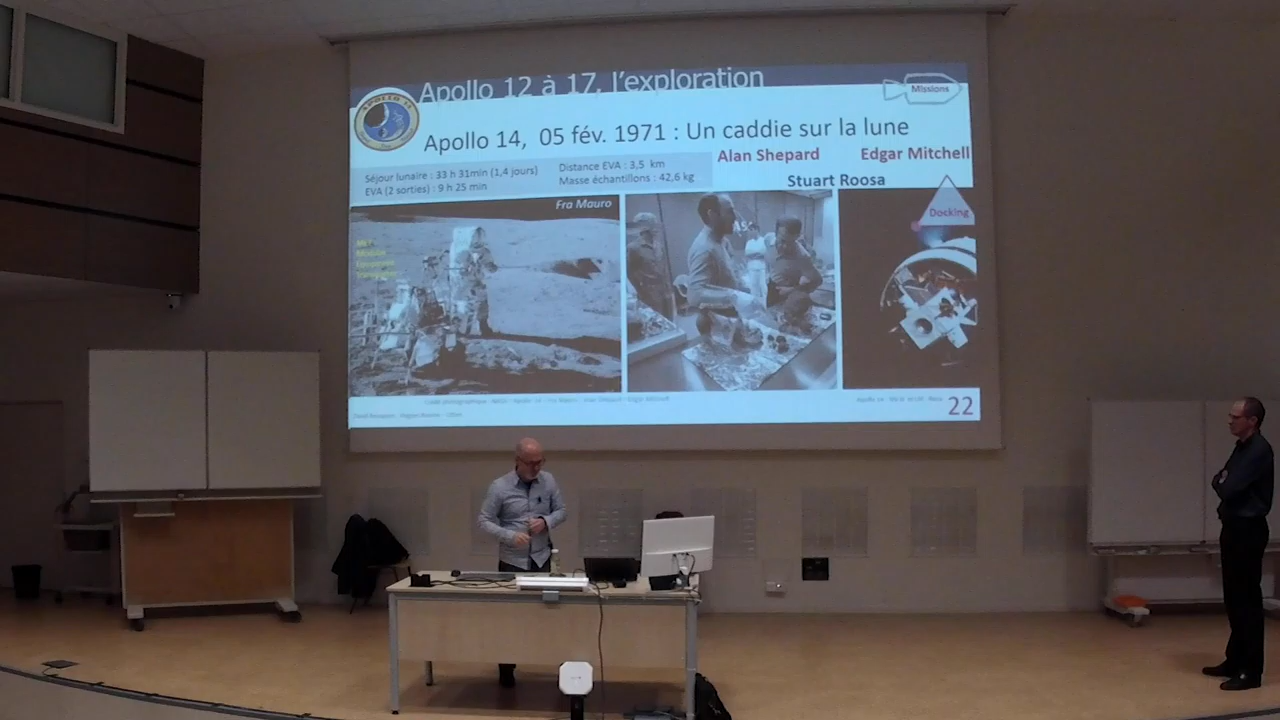 Apollo 12 à 17, l'exploration
Missions
APOLLO 14
Apollo 14, 05 fév. 1971 : Un caddie sur la lune
Alan Shepard
Edgar Mitchell
Stuart Roosa
Séjour lunaire : 33 h 31min (1,4 jours)
EVA (2 sorties) : 9 h 25 min
Distance EVA : 3,5 km
Masse échantillons : 42,6 kg
Fra Mauro
Docking
22